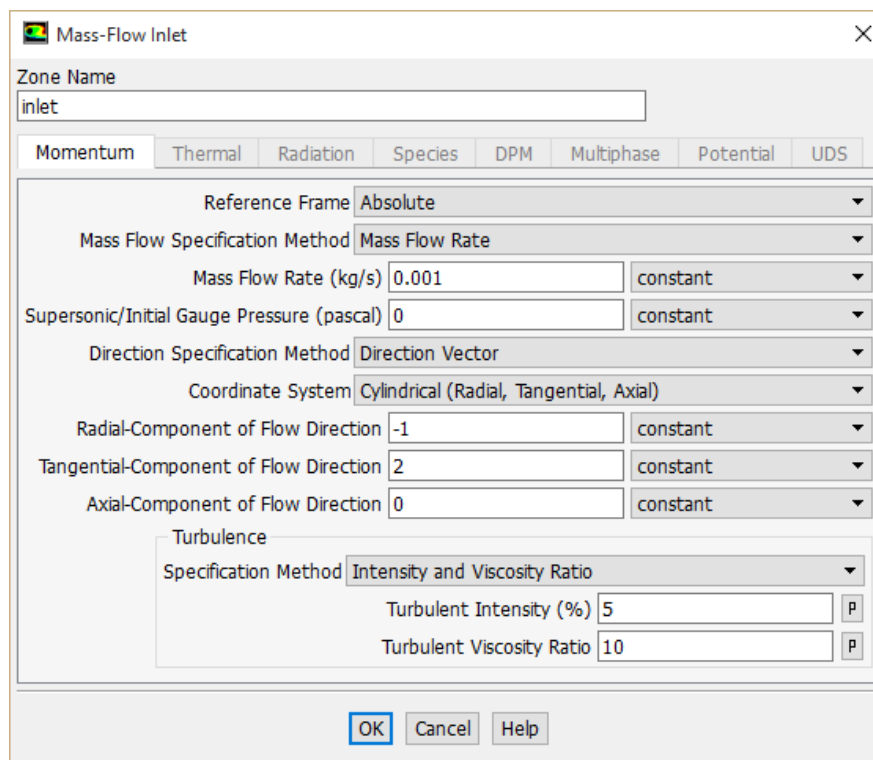 Mass-Flow Inlet
Zone Name
inlet
Momentum Thermal Radiation Species DPM Multiphase Potential UDS
Reference Frame Absolute
Mass Flow Specification Method Mass Flow Rate
Mass Flow Rate (kg/s) 0.001 constant
Supersonic/Initial Gauge Pressure (pascal) 0 constant
Direction Specification Method Direction Vector
Coordinate System Cylindrical (Radial, Tangential, Axial)
Radial-Component of Flow Direction -1 constant
Tangential-Component of Flow Direction 2 constant
Axial-Component of Flow Direction 0 constant
Turbulence
Specification Method Intensity and Viscosity Ratio
Turbulent Intensity (%) 5 P
Turbulent Viscosity Ratio 10 P
OK Cancel Help